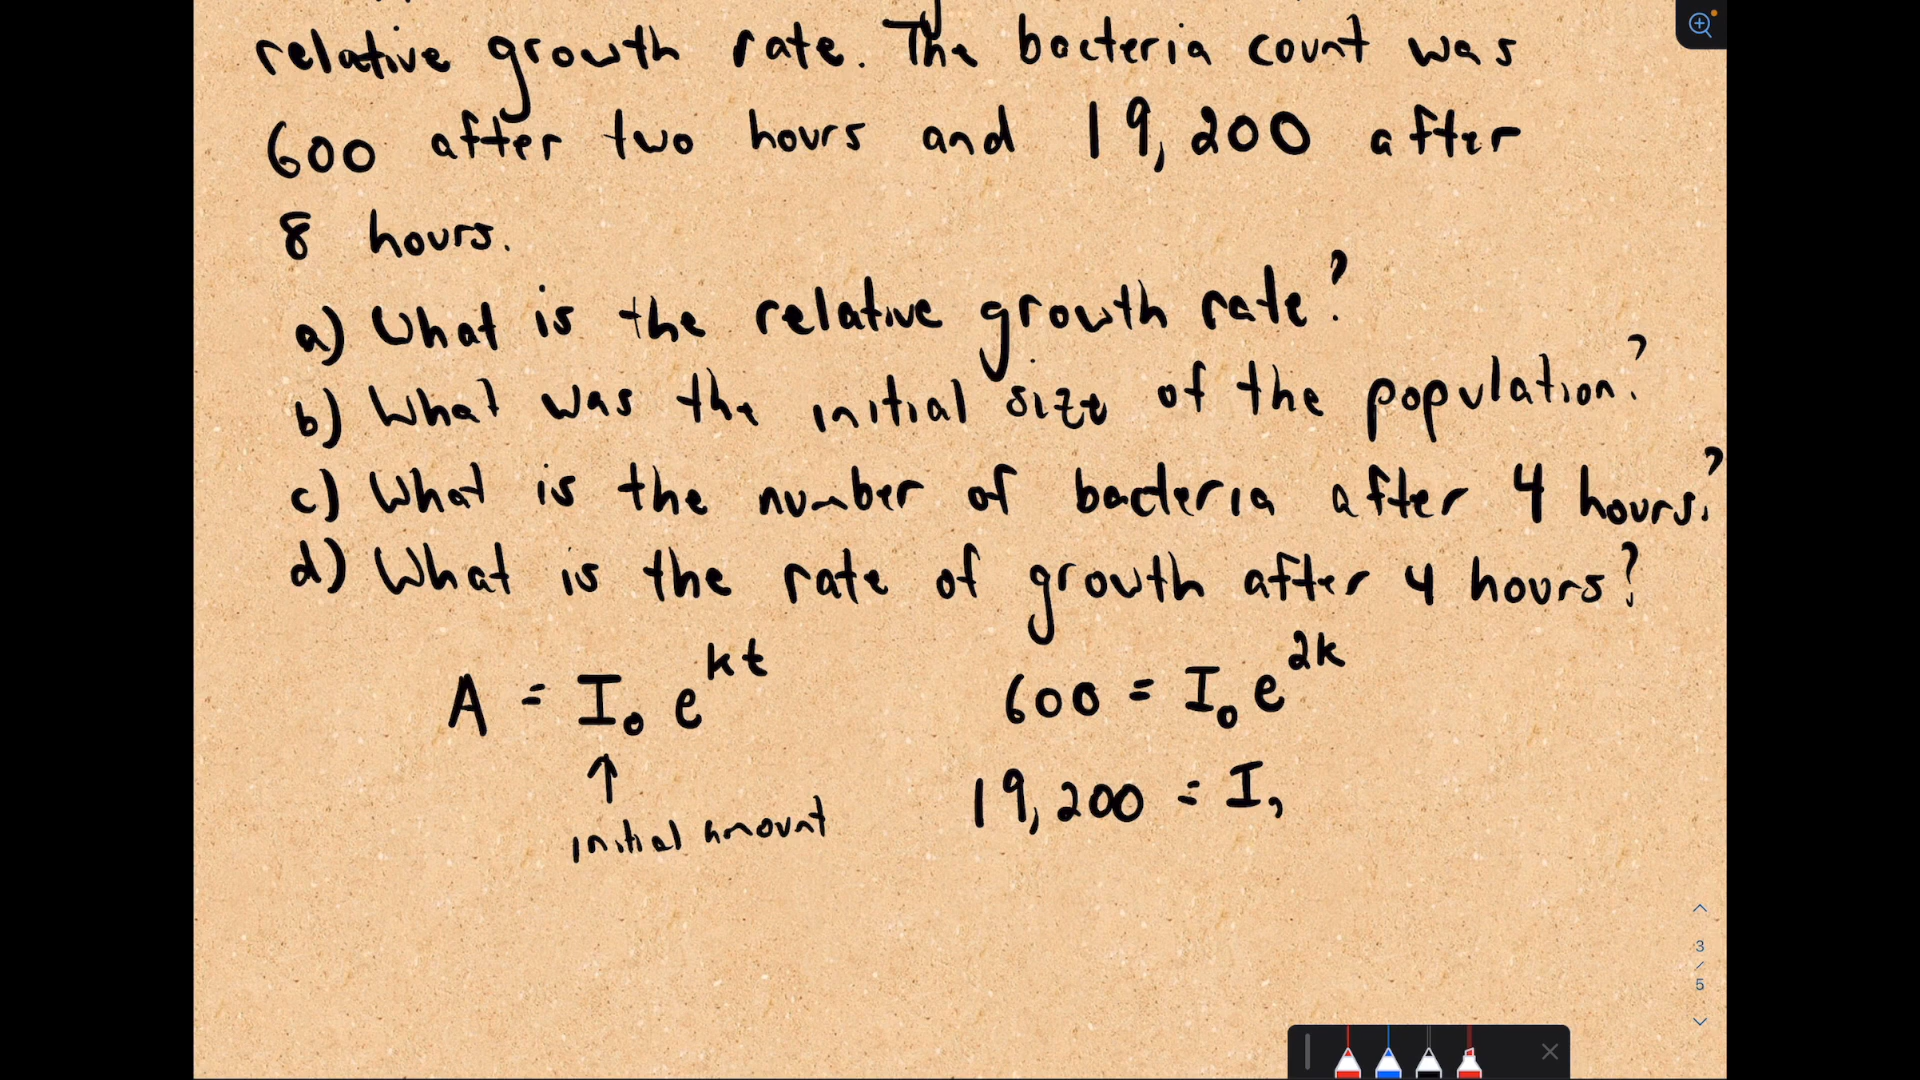 relative growth rate. The bacteria count was
600 after two hours and 19,200 after
8 hours.
a) What is the relative growth rate?
b) What was the initial size of the population?
c) What is the number of bacteria after 4 hours?
d) What is the rate of growth after 4 hours?
A = I₀ e^kt
600 = I₀ e^2k
↑
19,200 = I
initial amount
3
/
5